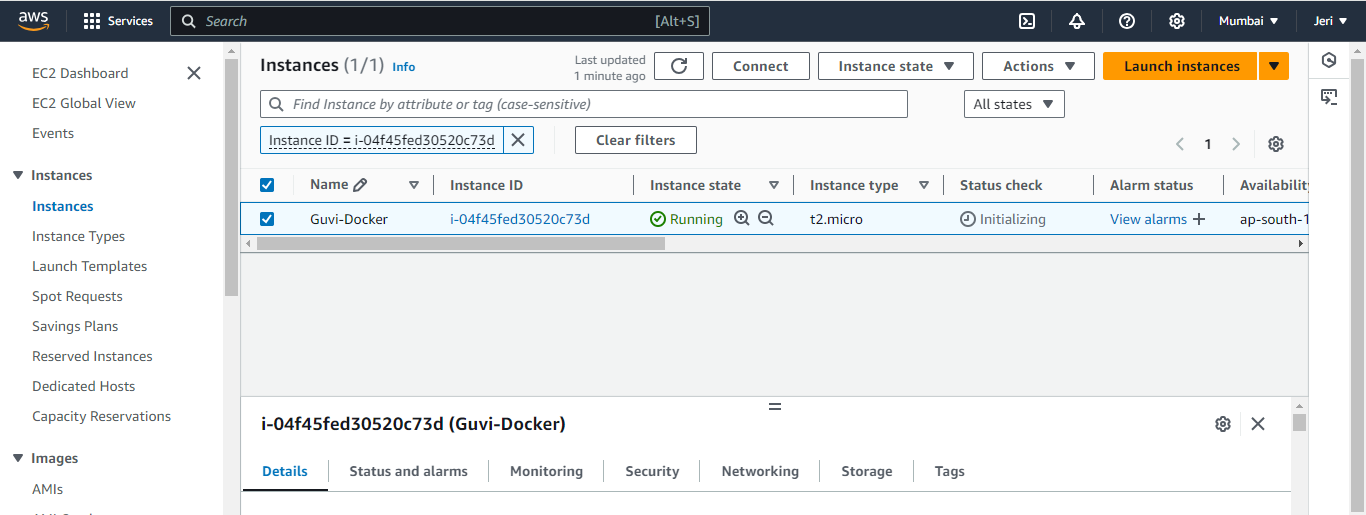 aws Services Search [Alt+S] Mumbai Jeri
EC2 Dashboard
EC2 Global View
Events
Instances
Instances
Instance Types
Launch Templates
Spot Requests
Savings Plans
Reserved Instances
Dedicated Hosts
Capacity Reservations
Images
AMIs
Instances (1/1) Info
Last updated
1 minute ago
Connect Instance state Actions Launch instances
Find Instance by attribute or tag (case-sensitive) All states
Instance ID = i-04f45fed30520c73d Clear filters
1
Name Instance ID Instance state Instance type Status check Alarm status Availability
Guvi-Docker i-04f45fed30520c73d Running t2.micro Initializing View alarms ap-south-1
i-04f45fed30520c73d (Guvi-Docker)
Details Status and alarms Monitoring Security Networking Storage Tags